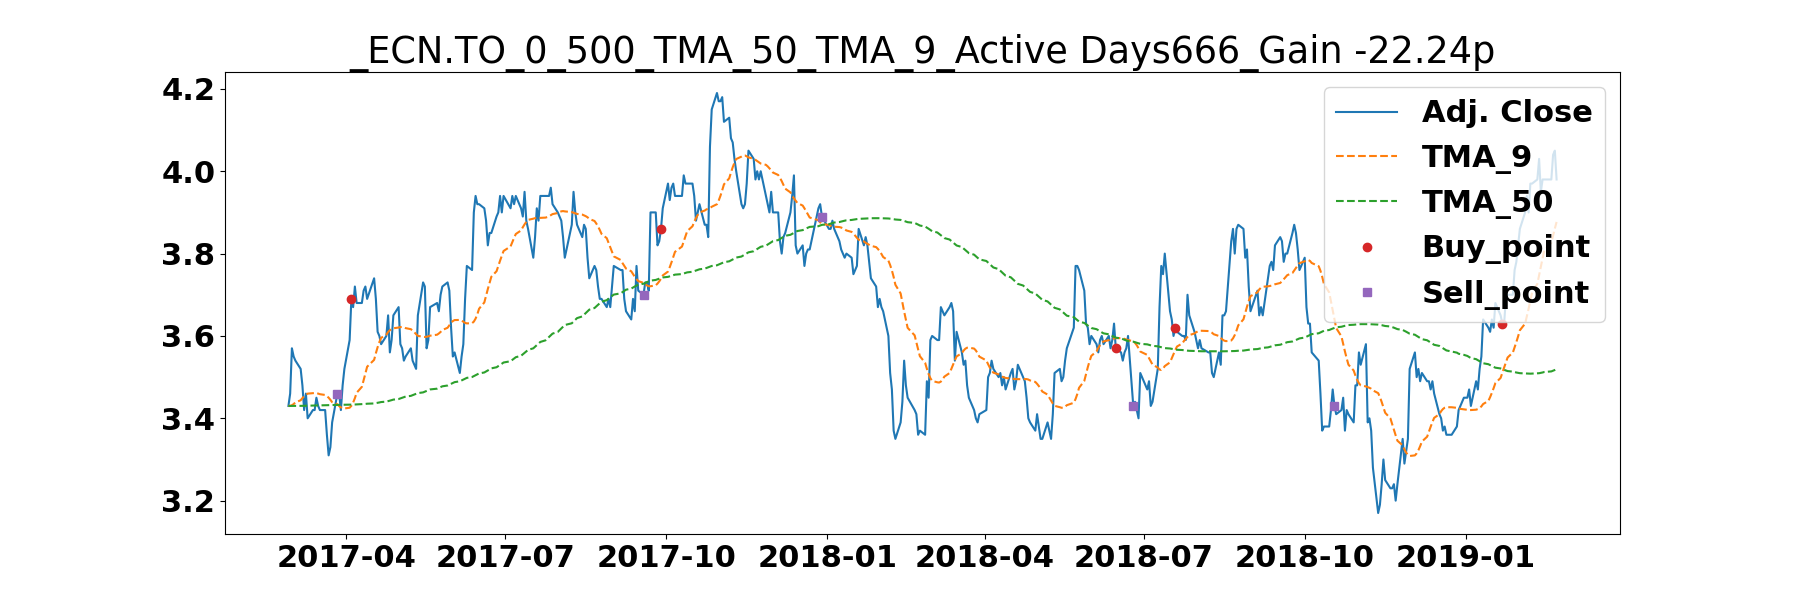 _ECN.TO_0_500_TMA_50_TMA_9_Active Days666_Gain -22.24p
4.2
4.0
3.8
3.6
3.4
3.2
Adj. Close
TMA_9
TMA_50
Buy_point
Sell_point
2017-04 2017-07 2017-10 2018-01 2018-04 2018-07 2018-10 2019-01